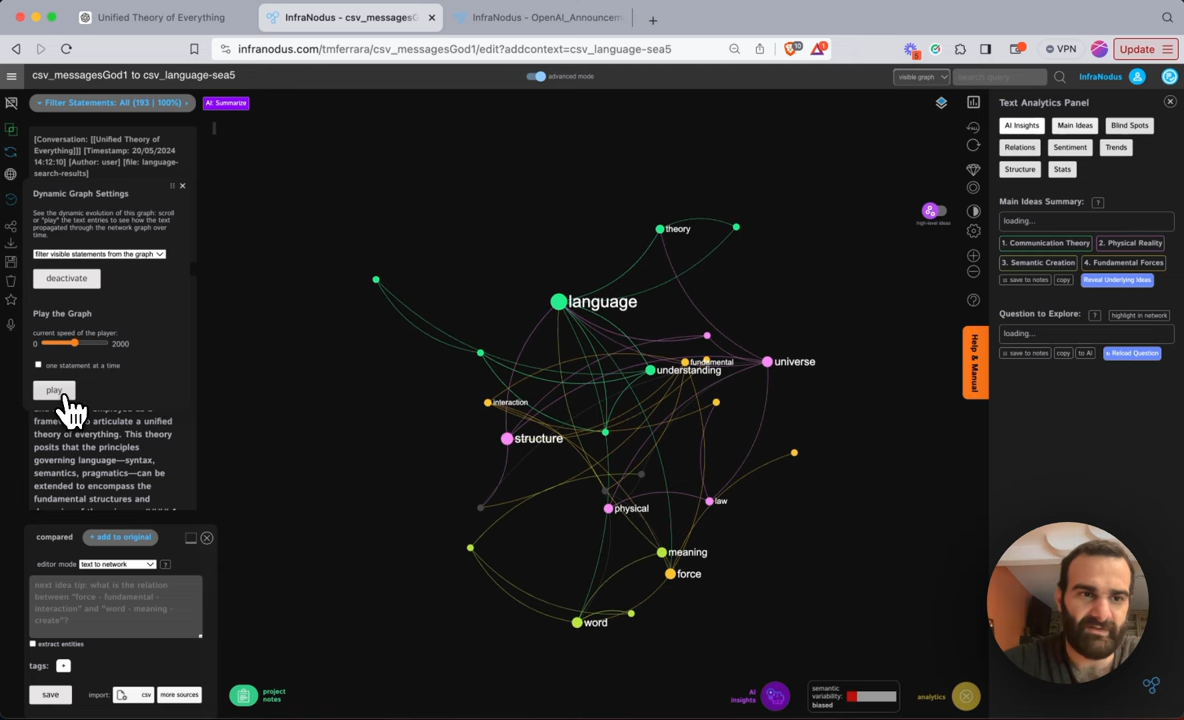 Unified Theory of Everything
InfraNodus - csv_messagesG
InfraNodus - OpenAI_Announcem
infranodus.com/tmferrara/csv_messagesGod1/edit?addcontext=csv_language-sea5
VPN
Update
csv_messagesGod1 to csv_language-sea5
advanced mode
visible graph
search query
InfraNodus
Filter Statements: All (193 | 100%)
AI: Summarize
[Conversation: [[Unified Theory of
Everything]]] [Timestamp: 20/05/2024
14:12:10] [Author: user] [file: language-
search-results]
Dynamic Graph Settings
See the dynamic evolution of this graph: scroll
or "play" the text entries to see how the text
propagated through the network graph over
time.
filter visible statements from the graph
deactivate
Play the Graph
current speed of the player:
0 2000
one statement at a time
play
articulate a unified
theory of everything. This theory
posits that the principles
governing language—syntax,
semantics, pragmatics—can be
extended to encompass the
fundamental structures and
compared
+ add to original
editor mode text to network ?
next idea tip: what is the relation
between "force - fundamental -
interaction" and "word - meaning -
create"?
extract entities
tags: +
save
import: csv more sources
project
notes
theory
language
fundamental
universe
understanding
interaction
structure
law
physical
meaning
force
word
high-level ideas
Help & Manual
AI
insights
semantic
variability:
biased
analytics
Text Analytics Panel
AI Insights Main Ideas Blind Spots
Relations Sentiment Trends
Structure Stats
Main Ideas Summary: ?
loading...
1. Communication Theory 2. Physical Reality
3. Semantic Creation 4. Fundamental Forces
save to notes copy Reveal Underlying Ideas
Question to Explore: ? highlight in network
loading...
save to notes copy to AI Reload Question